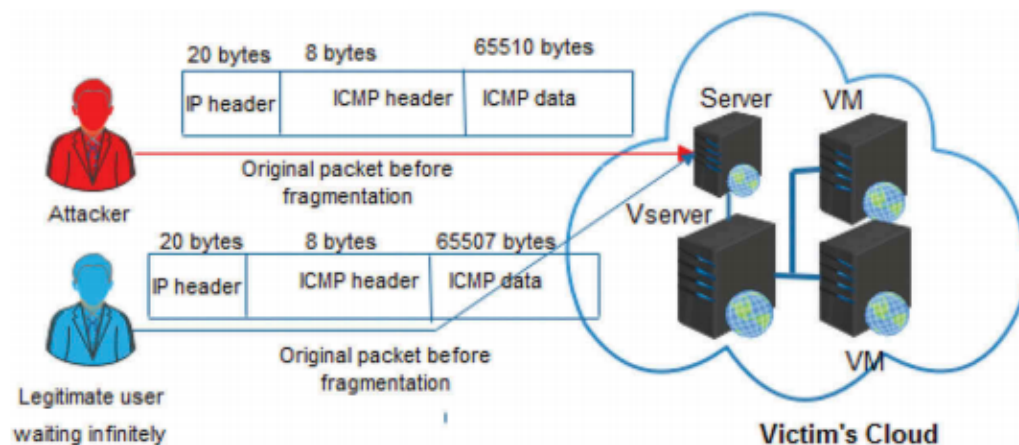 20 bytes 8 bytes 65510 bytes
IP header ICMP header ICMP data
Original packet before
fragmentation
Attacker
20 bytes 8 bytes 65507 bytes
IP header ICMP header ICMP data
Original packet before
fragmentation
Legitimate user
waiting infinitely
Server VM
Vserver
VM
Victim's Cloud